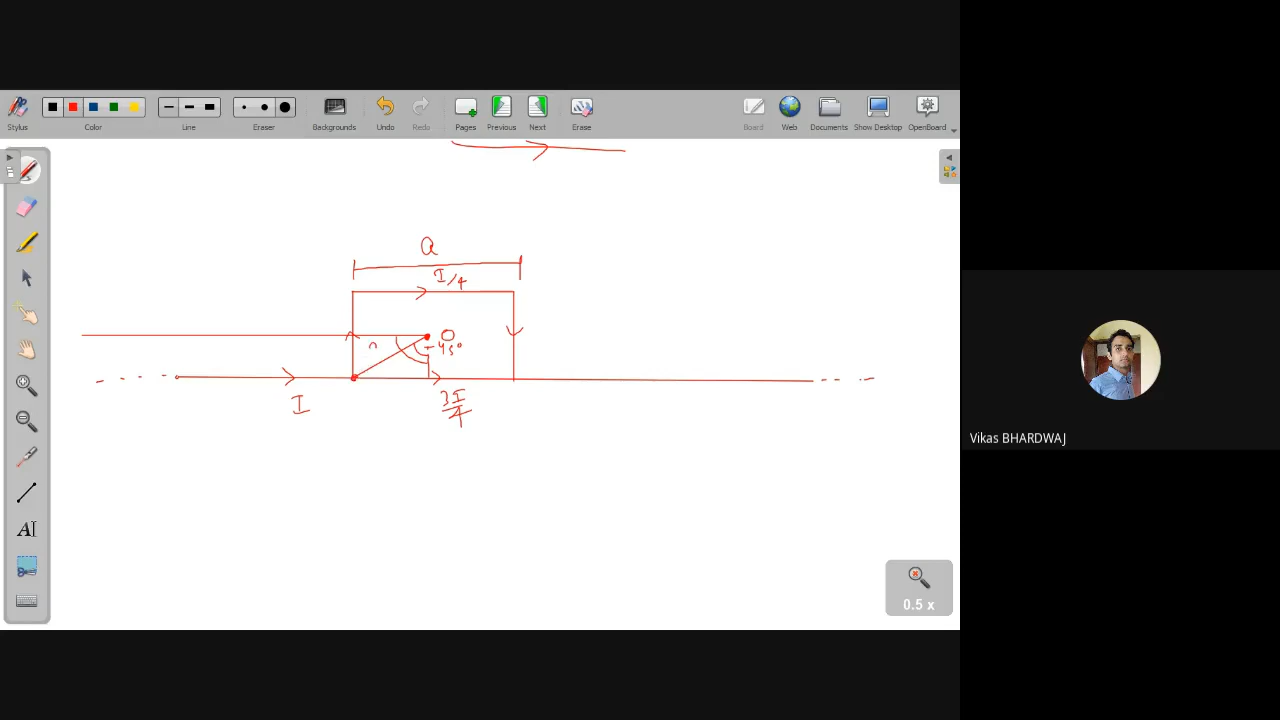 Stylus
Color
Line
Eraser
Backgrounds
Undo
Redo
Pages
Previous
Next
Erase
Board
Web
Documents
Show Desktop
OpenBoard
a
I/4
O
45°
I
3I/4
A
Vikas BHARDWAJ
0.5 x